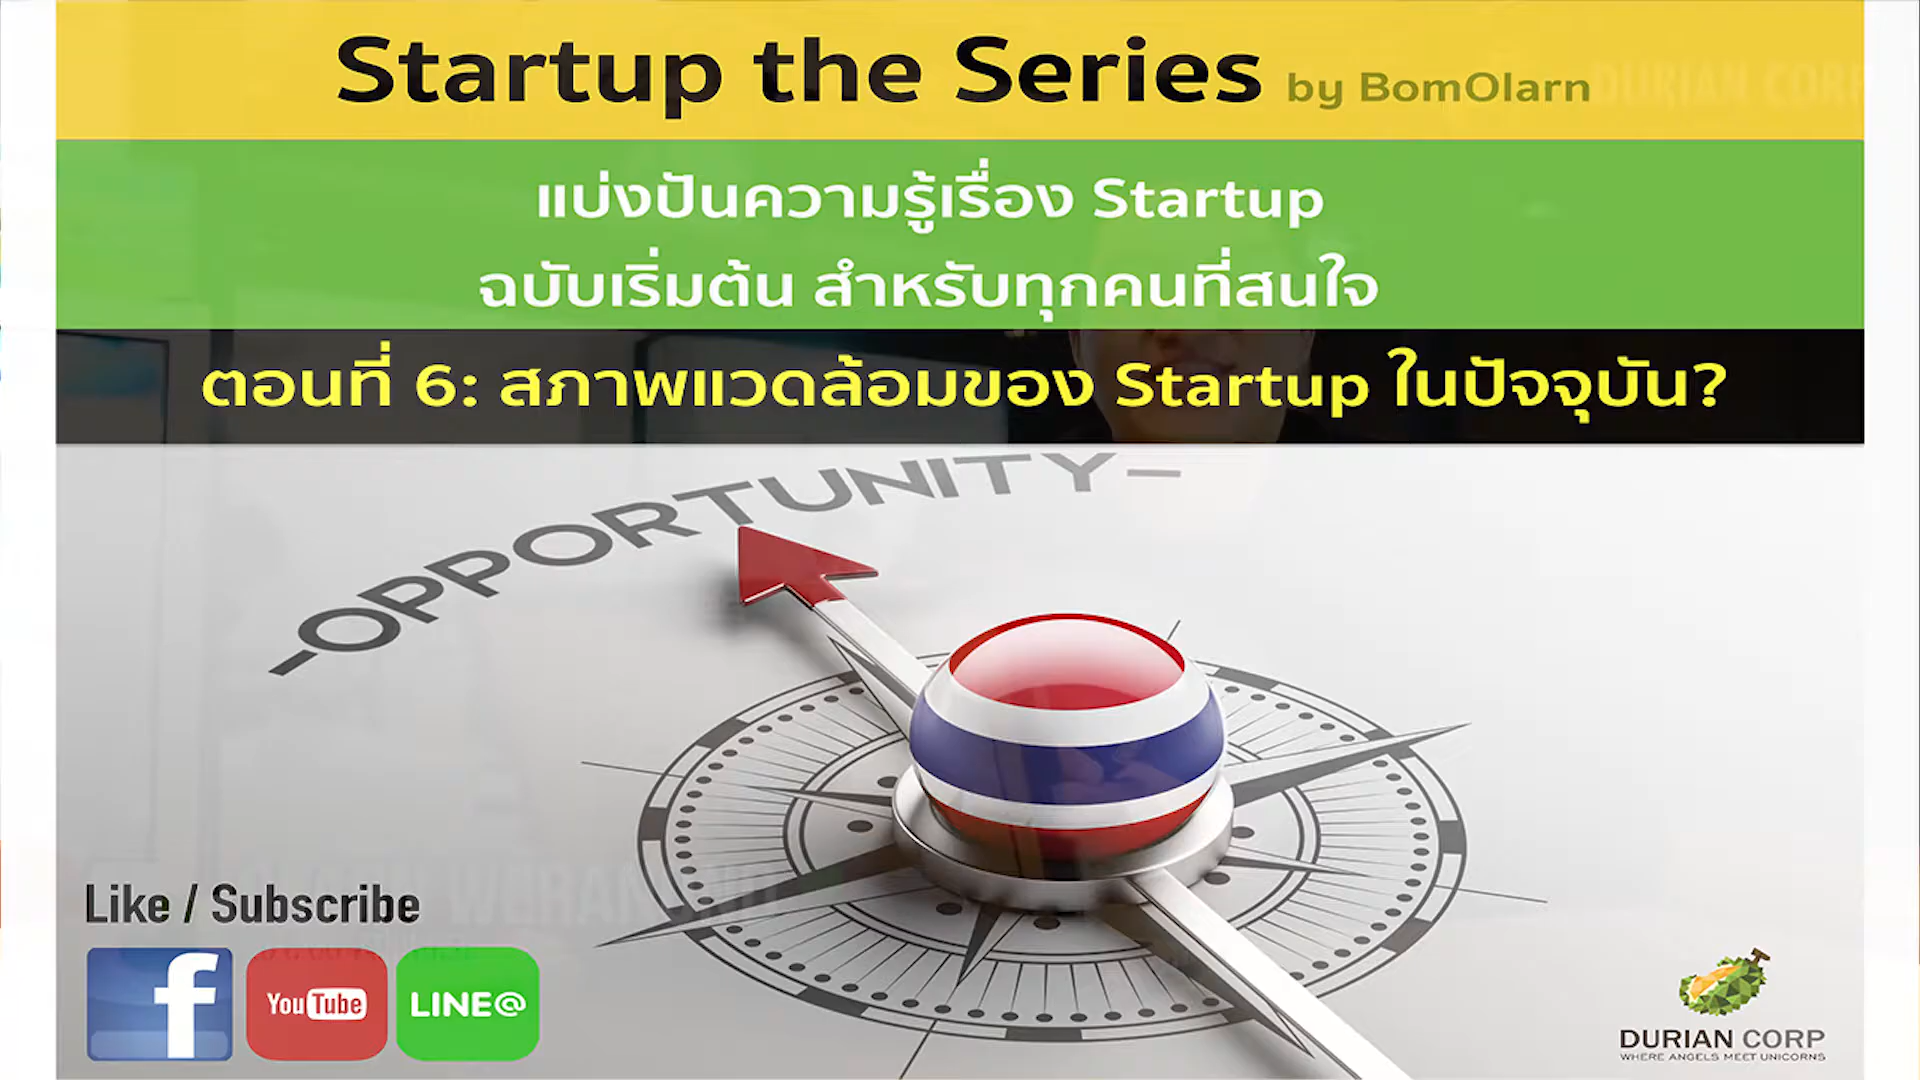 Startup the Series by BomOlarn
DURIAN CORP
แบ่งปันความรู้เรื่อง Startup
ฉบับเริ่มต้น สำหรับทุกคนที่สนใจ
ตอนที่ 6: สภาพแวดล้อมของ Startup ในปัจจุบัน?
-OPPORTUNITY-
Like / Subscribe
f
YouTube
LINE@
DURIAN CORP
WHERE ANGELS MEET UNICORNS